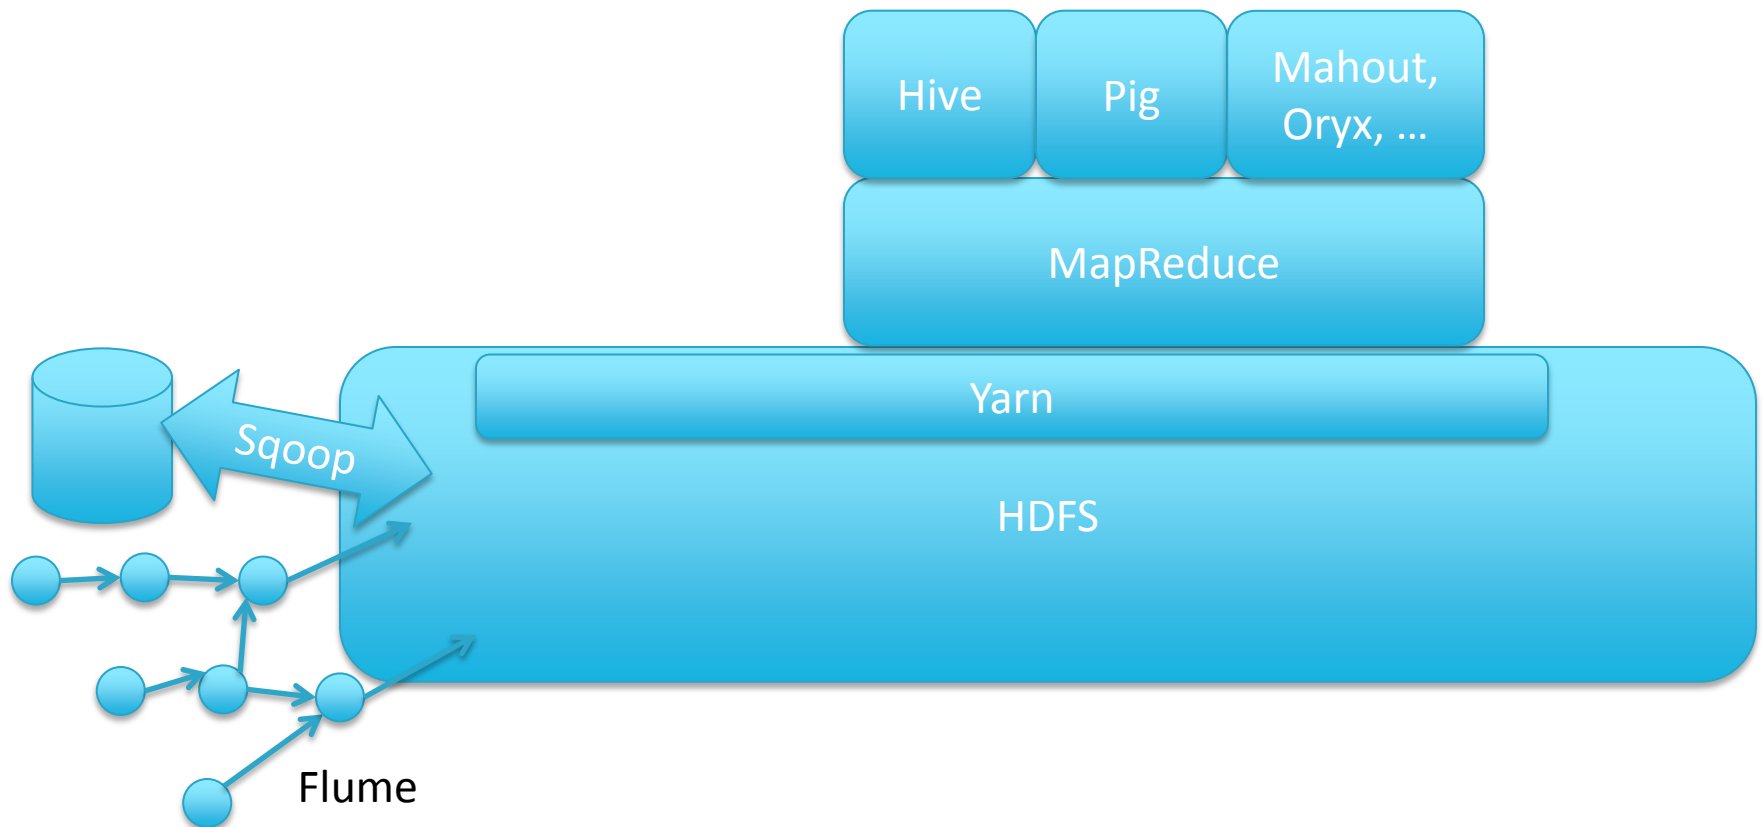 Hive
Pig
Mahout,
Oryx, ...
MapReduce
Yarn
Sqoop
HDFS
Flume